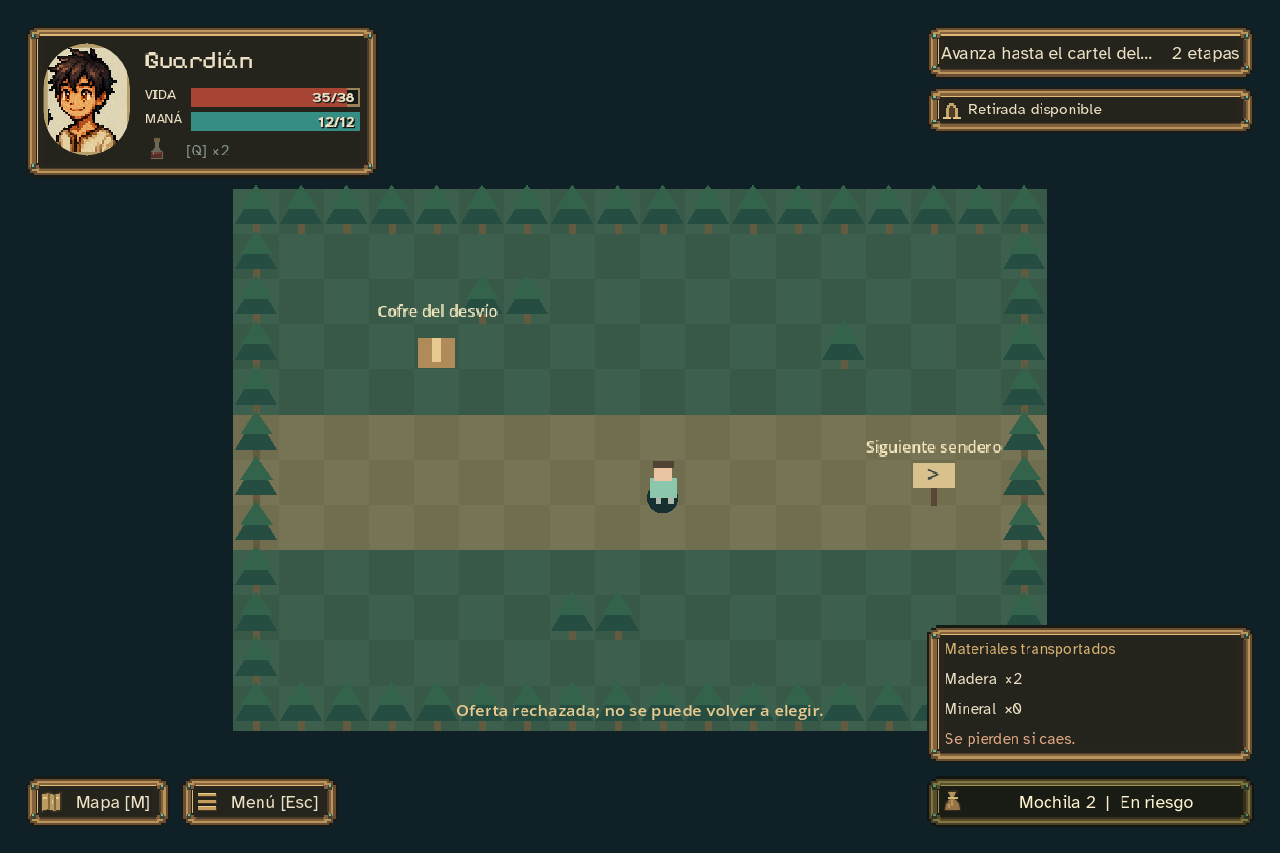 Guardián
VIDA 35/38
MANÁ 12/12
[Q] x2
Avanza hasta el cartel del... 2 etapas
Retirada disponible
Cofre del desvío
Siguiente sendero
>
Oferta rechazada; no se puede volver a elegir.
Materiales transportados
Madera ×2
Mineral ×0
Se pierden si caes.
Mapa [M]
Menú [Esc]
Mochila 2 | En riesgo